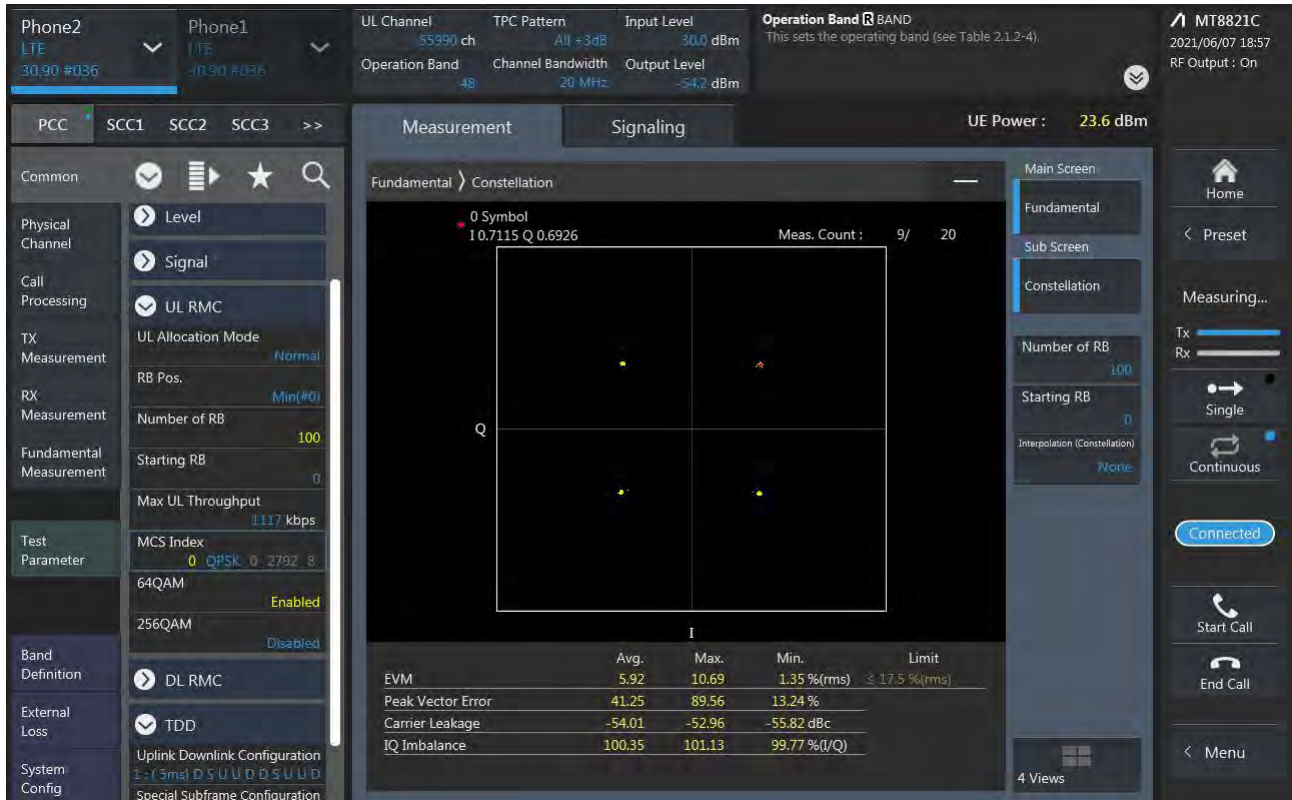 Phone2
LTE
30.90 #036
Phone1
LTE
30.90 #036
UL Channel
55990 ch
TPC Pattern
All +3dB
Input Level
30.0 dBm
Operation Band
48
Channel Bandwidth
20 MHz
Output Level
-54.2 dBm
Operation Band R BAND
This sets the operating band (see Table 2.1.2-4).
MT8821C
2021/06/07 18:57
RF Output : On
PCC SCC1 SCC2 SCC3 >>
Measurement
Signaling
UE Power : 23.6 dBm
Common
Physical
Channel
Call
Processing
TX
Measurement
RX
Measurement
Fundamental
Measurement
Test
Parameter
Band
Definition
External
Loss
System
Config
Level
Signal
UL RMC
UL Allocation Mode
Normal
RB Pos.
Min(#0)
Number of RB
100
Starting RB
0
Max UL Throughput
1117 kbps
MCS Index
0 QPSK 0 2792 8
64QAM
Enabled
256QAM
Disabled
DL RMC
TDD
Uplink Downlink Configuration
1 : ( 5ms) D S U U D D S U U D
Special Subframe Configuration
Fundamental 〉 Constellation
0 Symbol
I 0.7115 Q 0.6926
Meas. Count : 9/ 20
Q
I
Avg. Max. Min. Limit
EVM 5.92 10.69 1.35 %(rms) ≤ 17.5 %(rms)
Peak Vector Error 41.25 89.56 13.24 %
Carrier Leakage -54.01 -52.96 -55.82 dBc
IQ Imbalance 100.35 101.13 99.77 %(I/Q)
Main Screen
Fundamental
Sub Screen
Constellation
Number of RB
100
Starting RB
0
Interpolation (Constellation)
None
4 Views
Home
< Preset
Measuring...
Tx
Rx
Single
Continuous
Connected
Start Call
End Call
< Menu